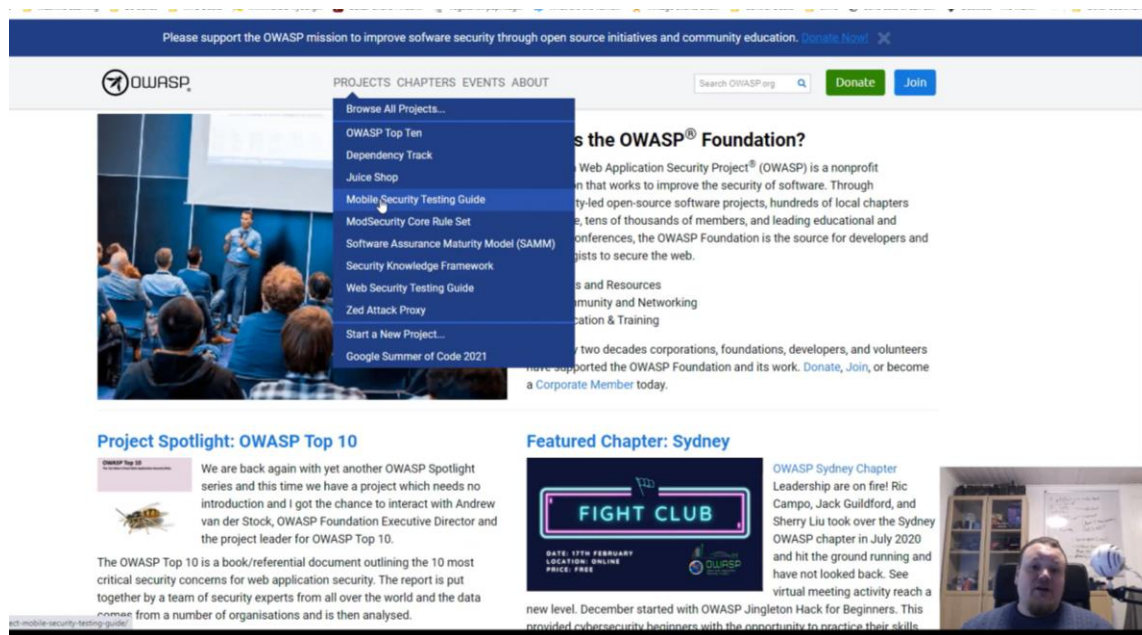 Please support the OWASP mission to improve sofware security through open source initiatives and community education. Donate Now!
OWASP
PROJECTS CHAPTERS EVENTS ABOUT
Search OWASP.org
Donate
Join
Browse All Projects...
OWASP Top Ten
Dependency Track
Juice Shop
Mobile Security Testing Guide
ModSecurity Core Rule Set
Software Assurance Maturity Model (SAMM)
Security Knowledge Framework
Web Security Testing Guide
Zed Attack Proxy
Start a New Project...
Google Summer of Code 2021
the OWASP® Foundation?
Web Application Security Project® (OWASP) is a nonprofit
that works to improve the security of software. Through
open-source software projects, hundreds of local chapters
tens of thousands of members, and leading educational and
the OWASP Foundation is the source for developers and
to secure the web.
and Resources
and Networking
& Training
two decades corporations, foundations, developers, and volunteers
have supported the OWASP Foundation and its work. Donate, Join, or become
a Corporate Member today.
Project Spotlight: OWASP Top 10
OWASP Top 10
We are back again with yet another OWASP Spotlight
series and this time we have a project which needs no
introduction and I got the chance to interact with Andrew
van der Stock, OWASP Foundation Executive Director and
the project leader for OWASP Top 10.
The OWASP Top 10 is a book/referential document outlining the 10 most
critical security concerns for web application security. The report is put
together by a team of security experts from all over the world and the data
comes from a number of organisations and is then analysed.
ect-mobile-security-testing-guide/
Featured Chapter: Sydney
FIGHT CLUB
DATE: 17TH FEBRUARY
LOCATION: ONLINE
PRICE: FREE
OWASP
OWASP Sydney Chapter
Leadership are on fire! Ric
Campo, Jack Guildford, and
Sherry Liu took over the Sydney
OWASP chapter in July 2020
and hit the ground running and
have not looked back. See
virtual meeting activity reach a
new level. December started with OWASP Jingleton Hack for Beginners. This
provided cybersecurity beginners with the opportunity to practice their skills